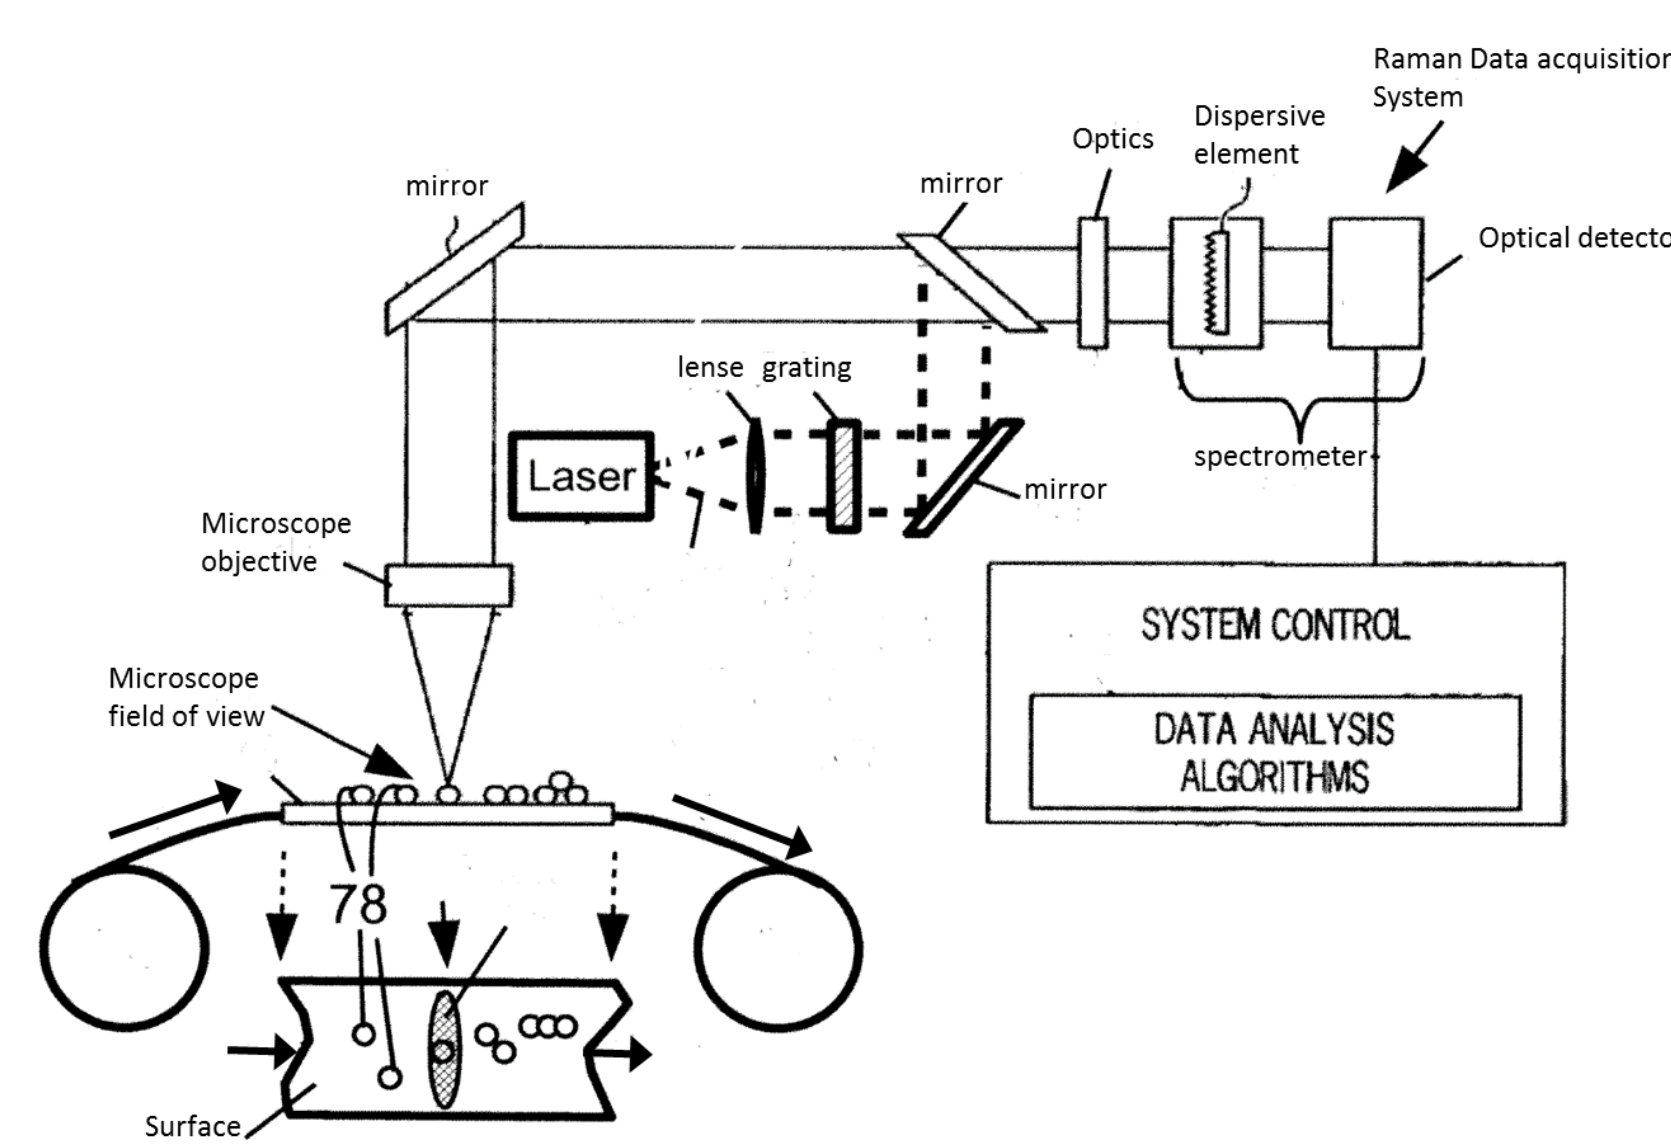 Raman Data acquisition
System
Dispersive
element
Optics
mirror
mirror
Optical detecto
lense grating
Laser
mirror
spectrometer
Microscope
objective
SYSTEM CONTROL
DATA ANALYSIS
ALGORITHMS
Microscope
field of view
78
Surface